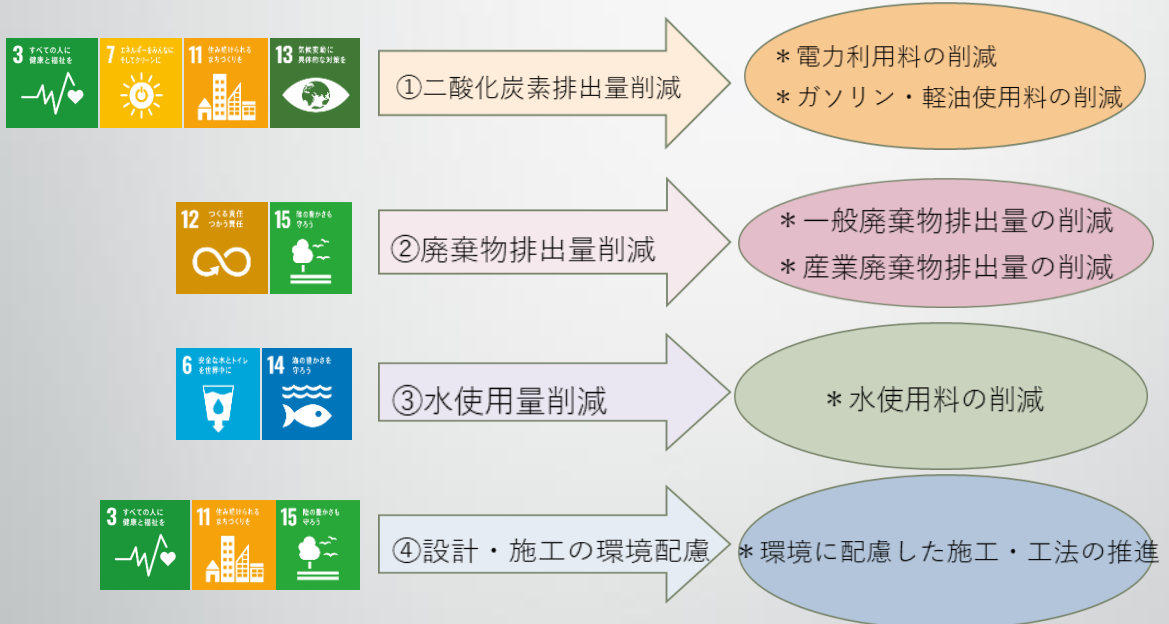 3 すべての人に
健康と福祉を
7 エネルギーをみんなに
そしてクリーンに
11 住み続けられる
まちづくりを
13 気候変動に
具体的な対策を
①二酸化炭素排出量削減
＊電力利用料の削減
＊ガソリン・軽油使用料の削減
12 つくる責任
つかう責任
15 陸の豊かさも
守ろう
②廃棄物排出量削減
＊一般廃棄物排出量の削減
＊産業廃棄物排出量の削減
6 安全な水とトイレ
を世界中に
14 海の豊かさを
守ろう
③水使用量削減
＊水使用料の削減
3 すべての人に
健康と福祉を
11 住み続けられる
まちづくりを
15 陸の豊かさも
守ろう
④設計・施工の環境配慮
＊環境に配慮した施工・工法の推進